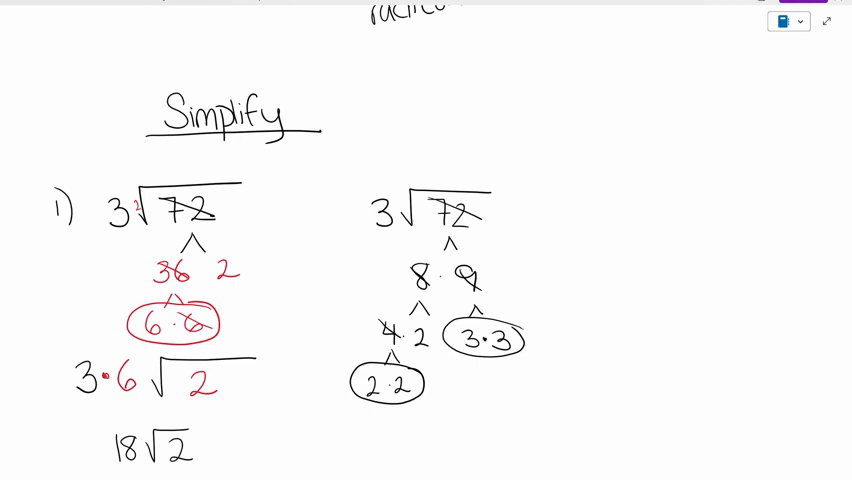 Simplify
1) 3 ²√72
36 2
6 · 6
3 · 6 √2
18√2
3 √72
8 · 9
4 · 2 3 · 3
2 · 2